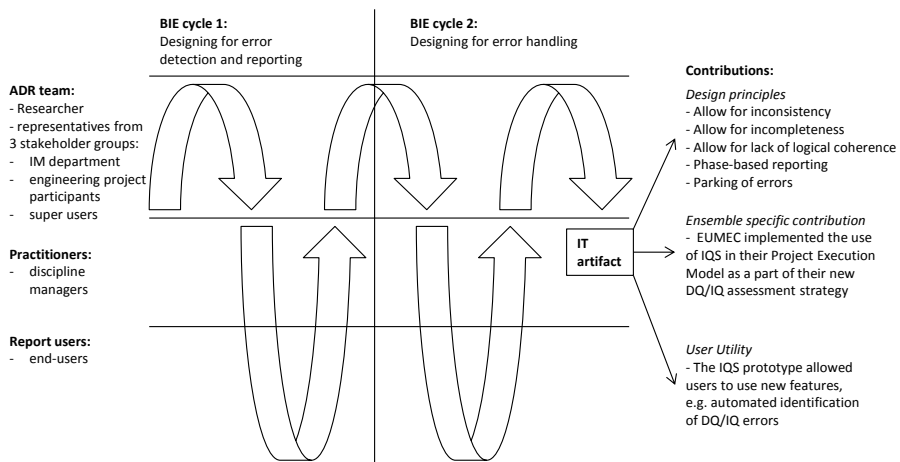 BIE cycle 1:
Designing for error
detection and reporting
BIE cycle 2:
Designing for error handling
ADR team:
- Researcher
- representatives from
3 stakeholder groups:
- IM department
- engineering project
participants
- super users
Practitioners:
- discipline
managers
Report users:
- end-users
IT
artifact
Contributions:
Design principles
- Allow for inconsistency
- Allow for incompleteness
- Allow for lack of logical coherence
- Phase-based reporting
- Parking of errors
Ensemble specific contribution
- EUMEC implemented the use
of IQS in their Project Execution
Model as a part of their new
DQ/IQ assessment strategy
User Utility
- The IQS prototype allowed
users to use new features,
e.g. automated identification
of DQ/IQ errors